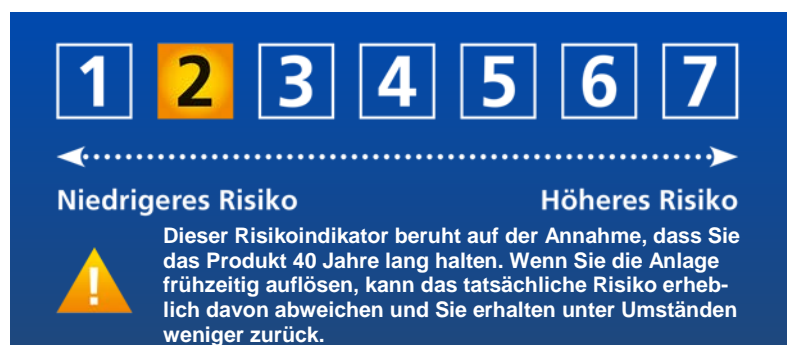 1 2 3 4 5 6 7
Niedrigeres Risiko Höheres Risiko
Dieser Risikoindikator beruht auf der Annahme, dass Sie
das Produkt 40 Jahre lang halten. Wenn Sie die Anlage
frühzeitig auflösen, kann das tatsächliche Risiko erheb-
lich davon abweichen und Sie erhalten unter Umständen
weniger zurück.